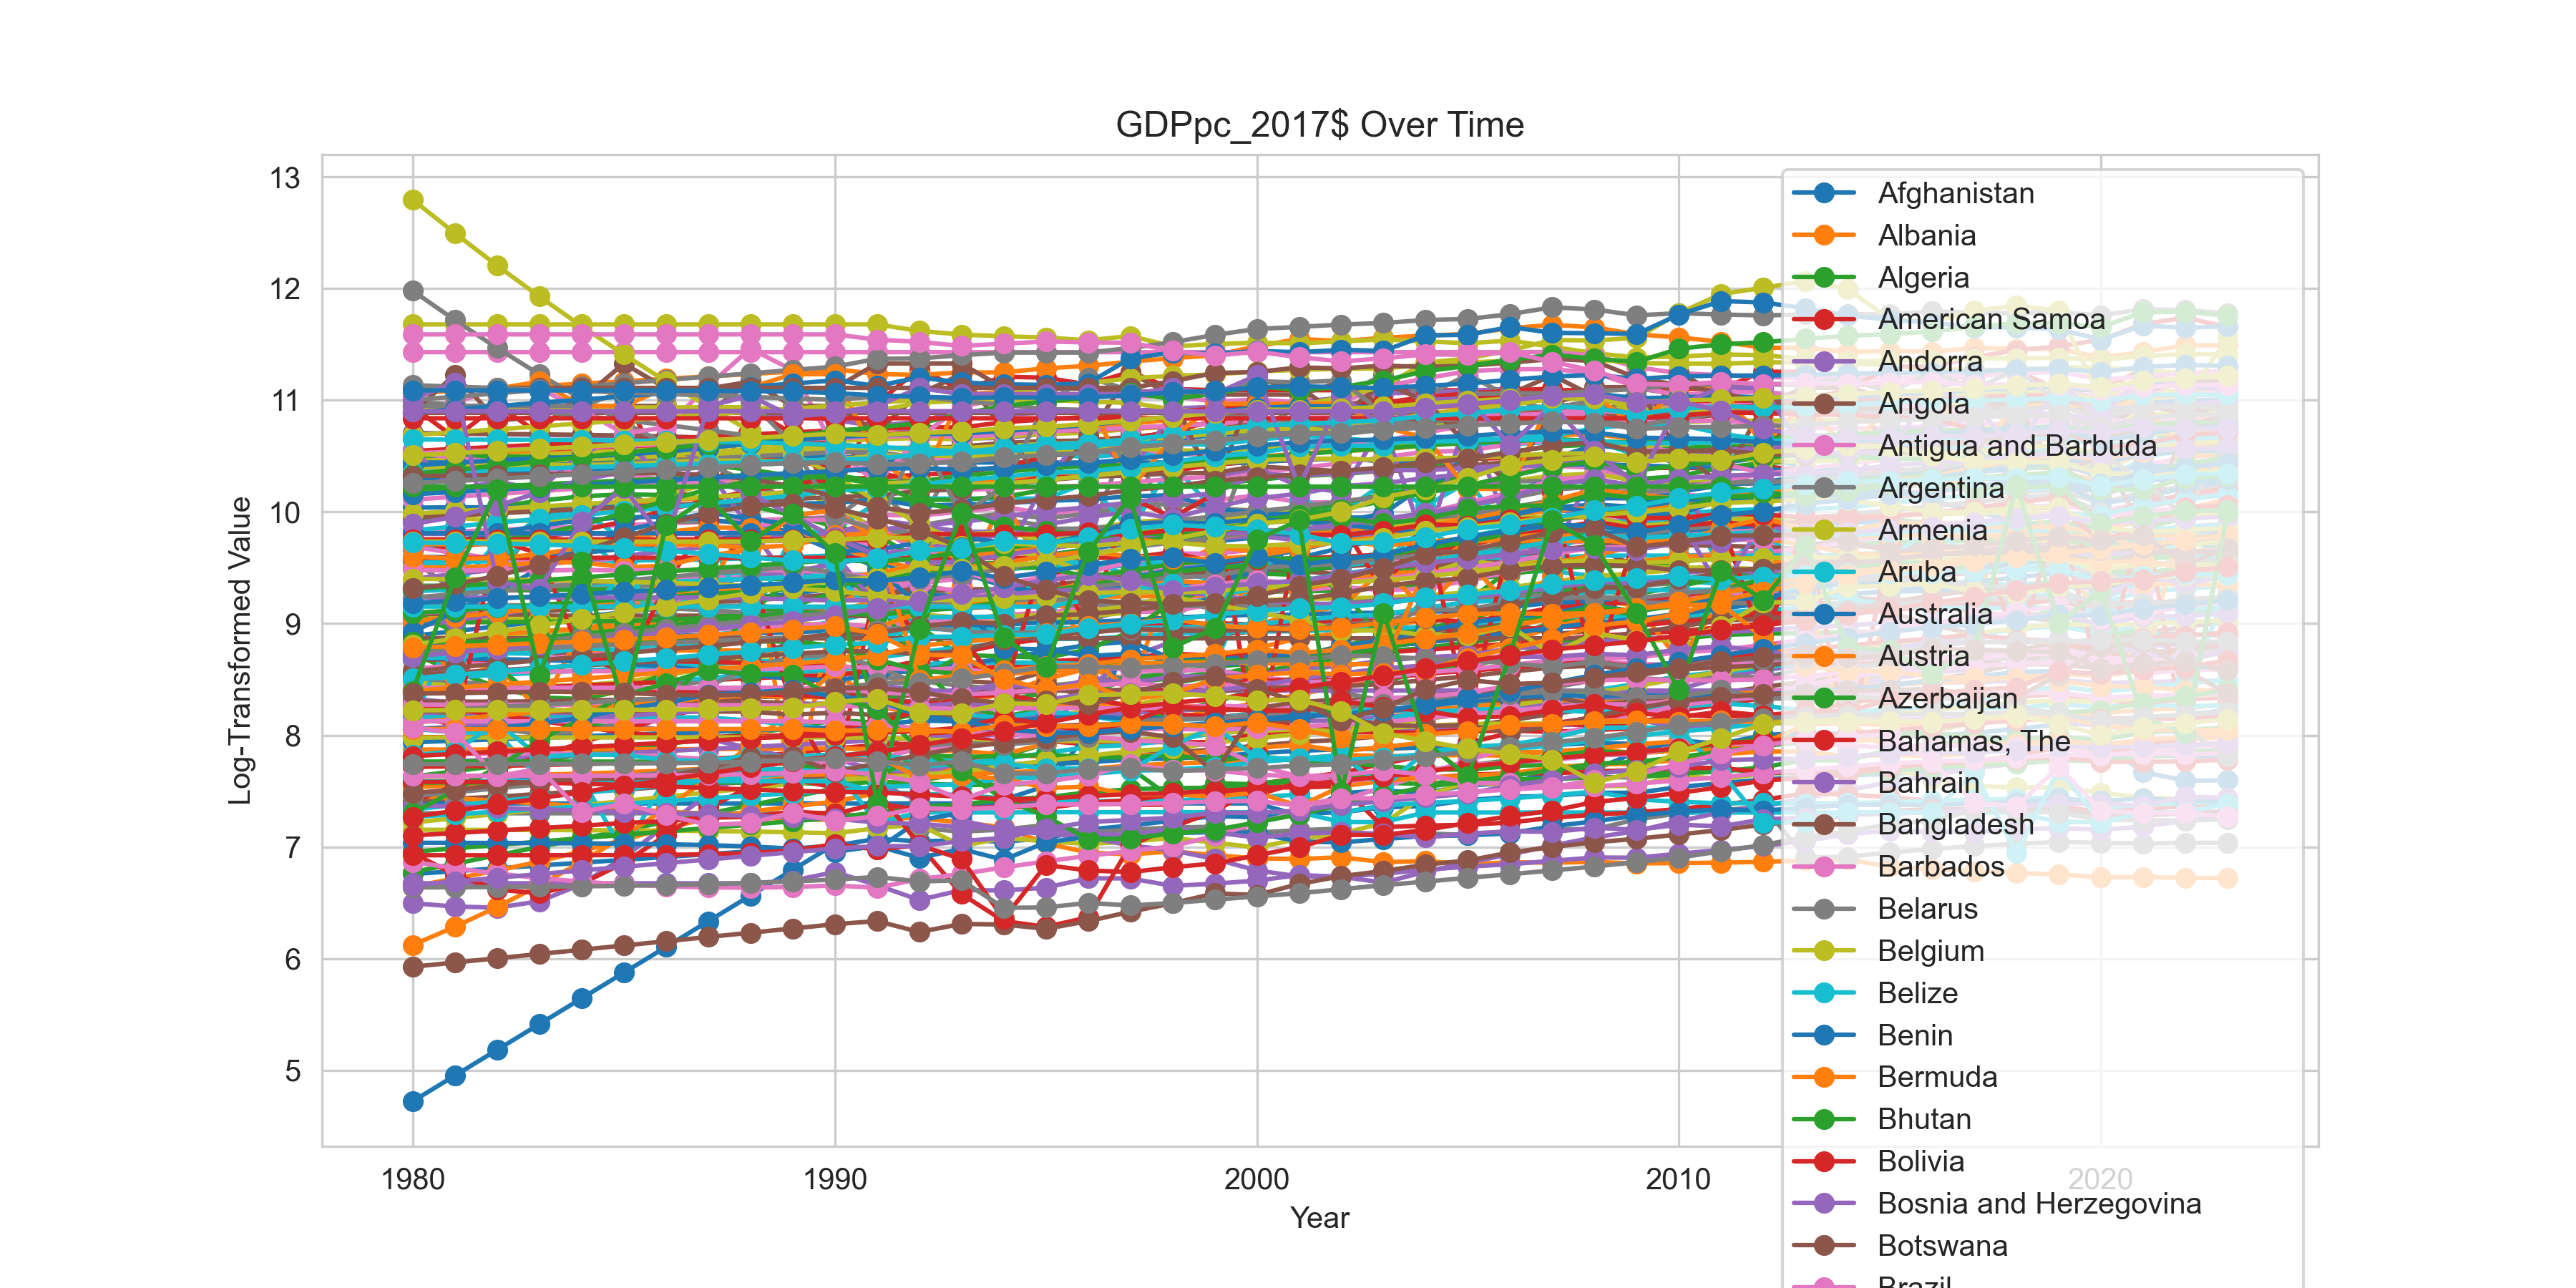 GDPpc_2017$ Over Time
13
12
11
10
9
8
7
6
5
Log-Transformed Value
1980
1990
2000
2010
2020
Year
Afghanistan
Albania
Algeria
American Samoa
Andorra
Angola
Antigua and Barbuda
Argentina
Armenia
Aruba
Australia
Austria
Azerbaijan
Bahamas, The
Bahrain
Bangladesh
Barbados
Belarus
Belgium
Belize
Benin
Bermuda
Bhutan
Bolivia
Bosnia and Herzegovina
Botswana
Brazil